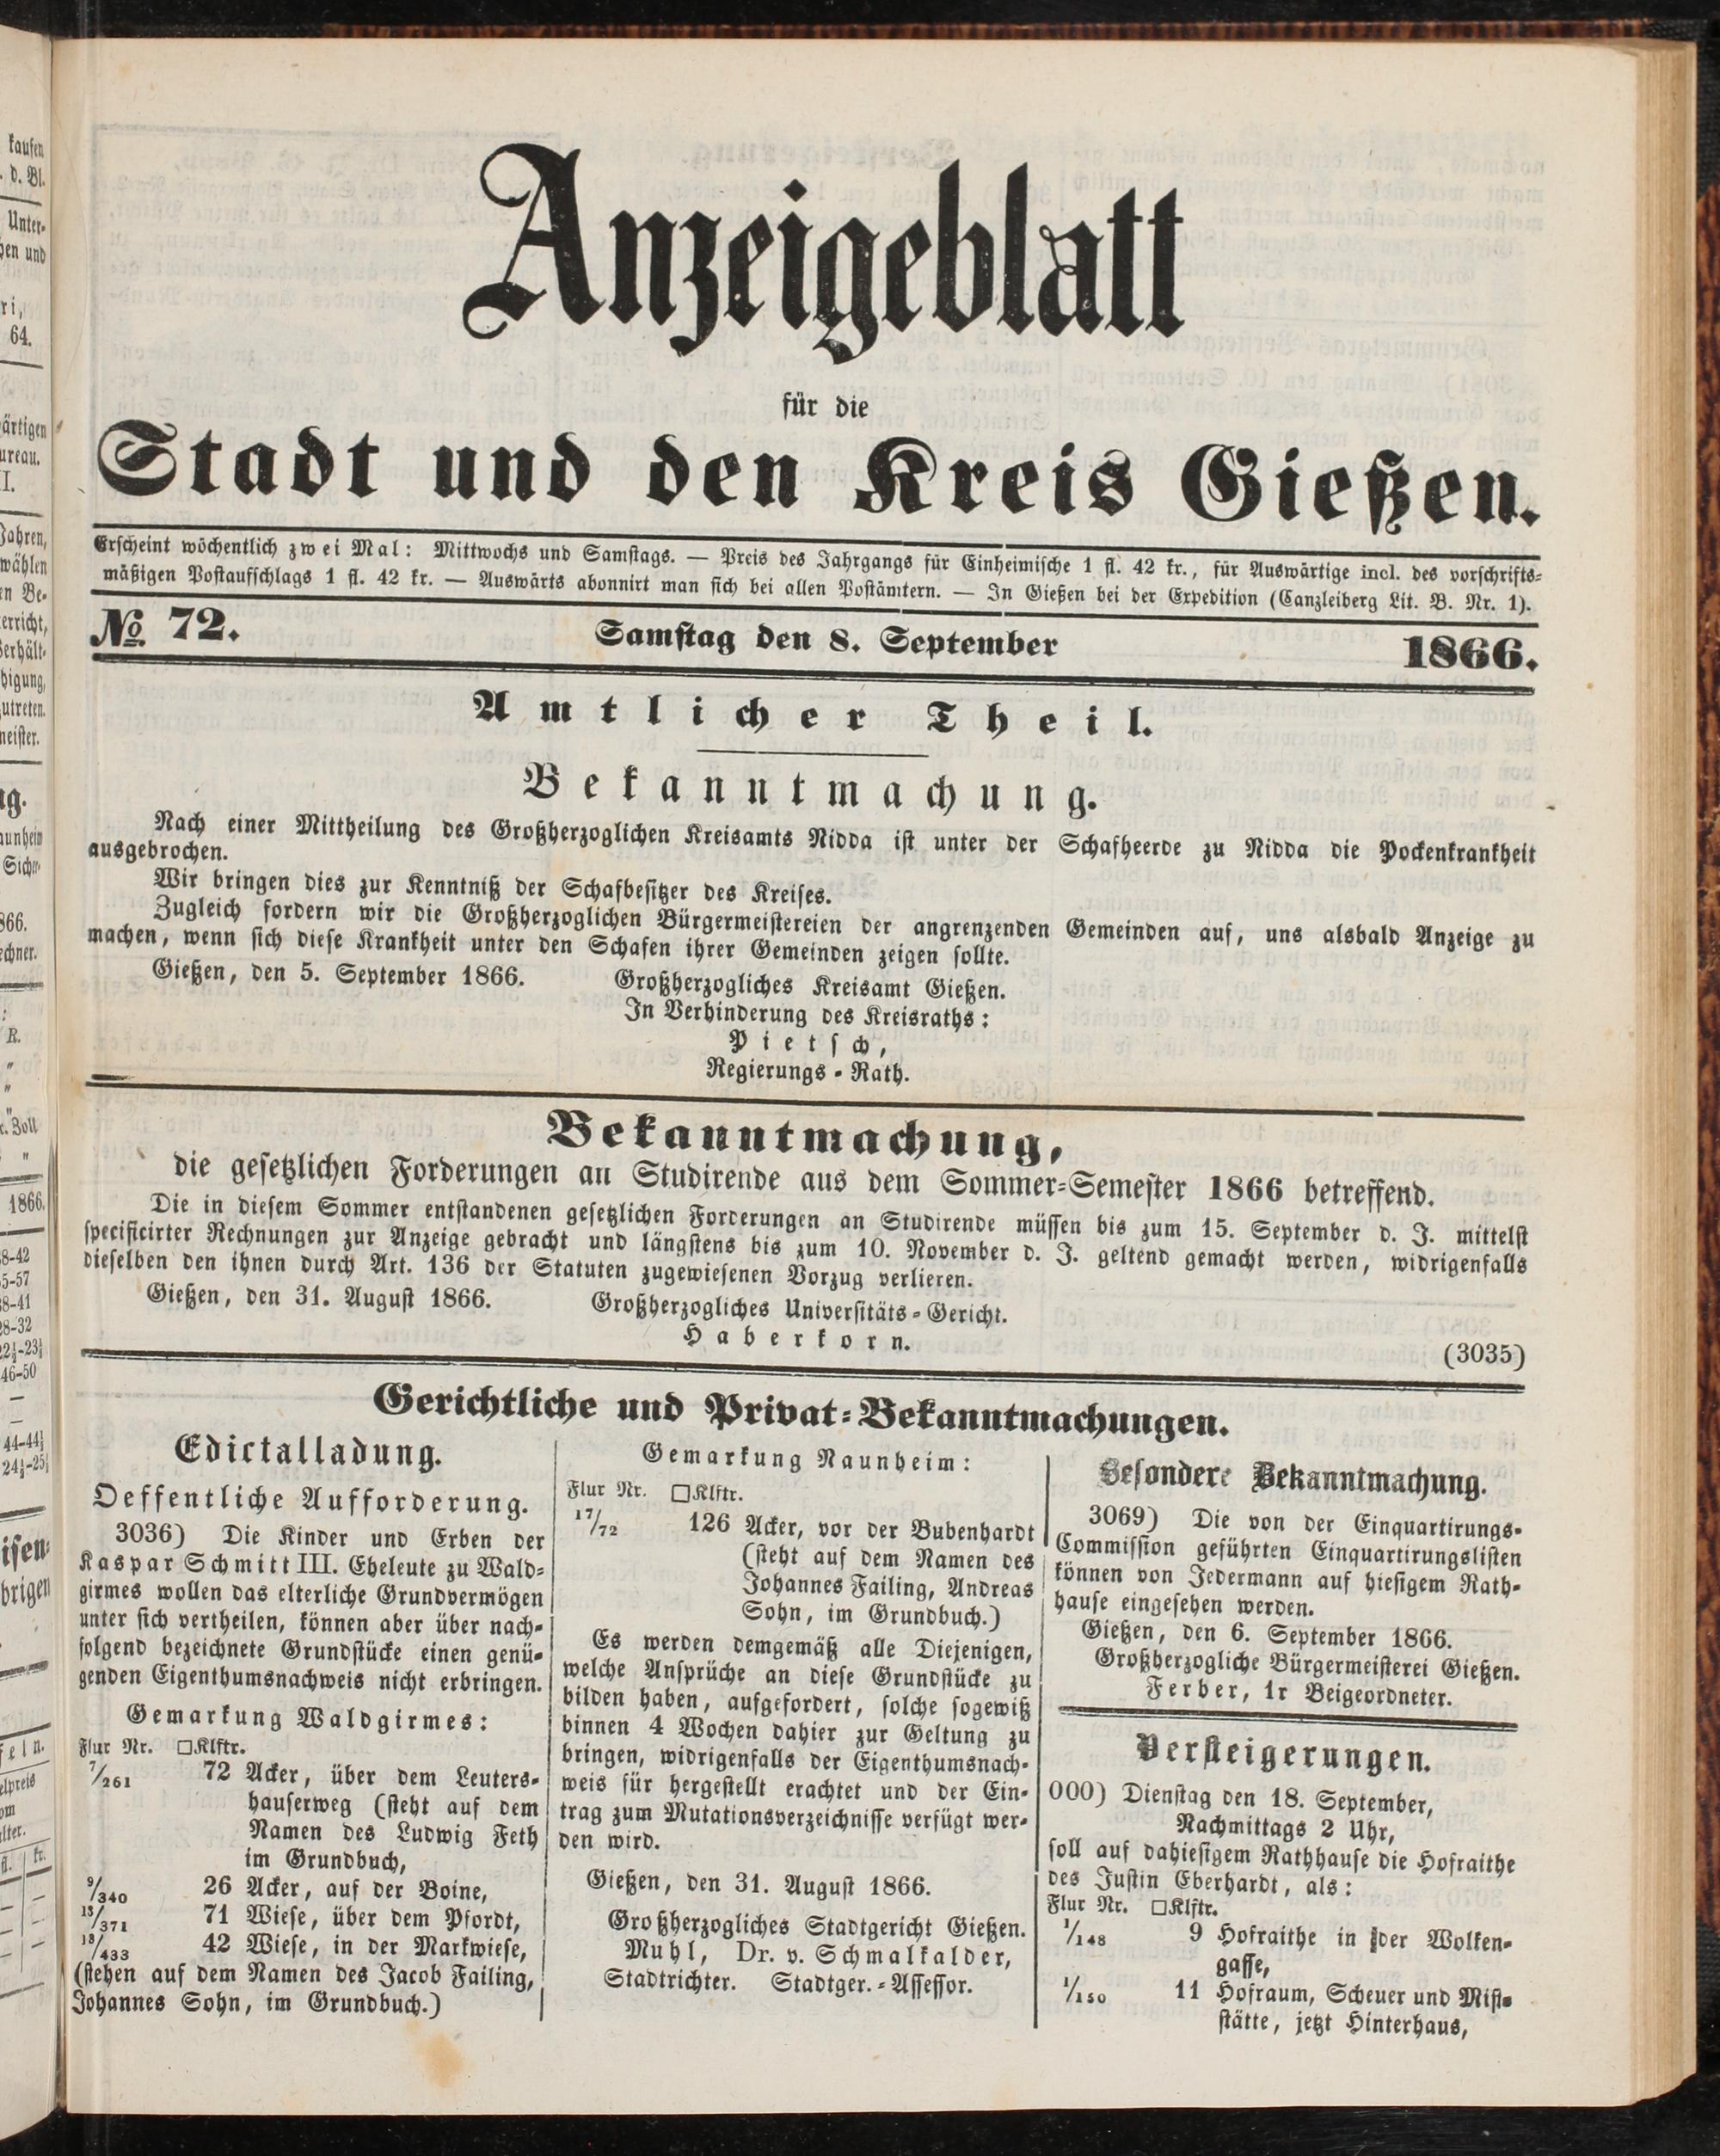 Anzeigeblatt
für die
Stadt und den Kreis Gießen.
Erscheint wöchentlich zwei Mal: Mittwochs und Samstags. — Preis des Jahrgangs für Einheimische 1 fl. 42 kr., für Auswärtige incl. des vorschrifts-
mäßigen Postaufschlags 1 fl. 42 kr. — Auswärts abonnirt man sich bei allen Postämtern. — In Gießen bei der Expedition (Canzleiberg Lit. B. Nr. 1).
№ 72. Samstag den 8. September 1866.
Amtlicher Theil.
Bekanntmachung.
Nach einer Mittheilung des Großherzoglichen Kreisamts Nidda ist unter der Schafheerde zu Nidda die Pockenkrankheit
ausgebrochen.
Wir bringen dies zur Kenntniß der Schafbesitzer des Kreises.
Zugleich fordern wir die Großherzoglichen Bürgermeistereien der angrenzenden Gemeinden auf, uns alsbald Anzeige zu
machen, wenn sich diese Krankheit unter den Schafen ihrer Gemeinden zeigen sollte.
Gießen, den 5. September 1866. Großherzogliches Kreisamt Gießen.
In Verhinderung des Kreisraths:
Pietsch,
Regierungs-Rath.
Bekanntmachung,
die gesetzlichen Forderungen an Studirende aus dem Sommer-Semester 1866 betreffend.
Die in diesem Sommer entstandenen gesetzlichen Forderungen an Studirende müssen bis zum 15. September d. J. mittelst
specificirter Rechnungen zur Anzeige gebracht und längstens bis zum 10. November d. J. geltend gemacht werden, widrigenfalls
dieselben den ihnen durch Art. 136 der Statuten zugewiesenen Vorzug verlieren.
Gießen, den 31. August 1866. Großherzogliches Universitäts-Gericht.
Haberkorn.
(3035)
Gerichtliche und Privat-Bekanntmachungen.
Edictalladung.
Oeffentliche Aufforderung.
3036) Die Kinder und Erben der
Kaspar Schmitt III. Eheleute zu Wald-
girmes wollen das elterliche Grundvermögen
unter sich vertheilen, können aber über nach-
folgend bezeichnete Grundstücke einen genü-
genden Eigenthumsnachweis nicht erbringen.
Gemarkung Waldgirmes:
Flur Nr. □Klftr.
7/261 72 Acker, über dem Leuters-
hauserweg (steht auf dem
Namen des Ludwig Feth
im Grundbuch,
9/340 26 Acker, auf der Boine,
13/371 71 Wiese, über dem Pfordt,
13/433 42 Wiese, in der Markwiese,
(stehen auf dem Namen des Jacob Failing,
Johannes Sohn, im Grundbuch.)
Gemarkung Naunheim:
Flur Nr. □Klftr.
17/72 126 Acker, vor der Bubenhardt
(steht auf dem Namen des
Johannes Failing, Andreas
Sohn, im Grundbuch.)
Es werden demgemäß alle Diejenigen,
welche Ansprüche an diese Grundstücke zu
bilden haben, aufgefordert, solche sogewiß
binnen 4 Wochen dahier zur Geltung zu
bringen, widrigenfalls der Eigenthumsnach-
weis für hergestellt erachtet und der Ein-
trag zum Mutationsverzeichnisse verfügt wer-
den wird.
Gießen, den 31. August 1866.
Großherzogliches Stadtgericht Gießen.
Muhl, Dr. v. Schmalkalder,
Stadtrichter. Stadtger.-Assessor.
Besondere Bekanntmachung.
3069) Die von der Einquartirungs-
Commission geführten Einquartirungslisten
können von Jedermann auf hiesigem Rath-
hause eingesehen werden.
Gießen, den 6. September 1866.
Großherzogliche Bürgermeisterei Gießen.
Ferber, 1r Beigeordneter.
Versteigerungen.
000) Dienstag den 18. September,
Nachmittags 2 Uhr,
soll auf dahiesigem Rathhause die Hofraithe
des Justin Eberhardt, als:
Flur Nr. □Klftr.
1/148 9 Hofraithe in der Wolken-
gasse,
1/150 11 Hofraum, Scheuer und Mist-
stätte, jetzt Hinterhaus,